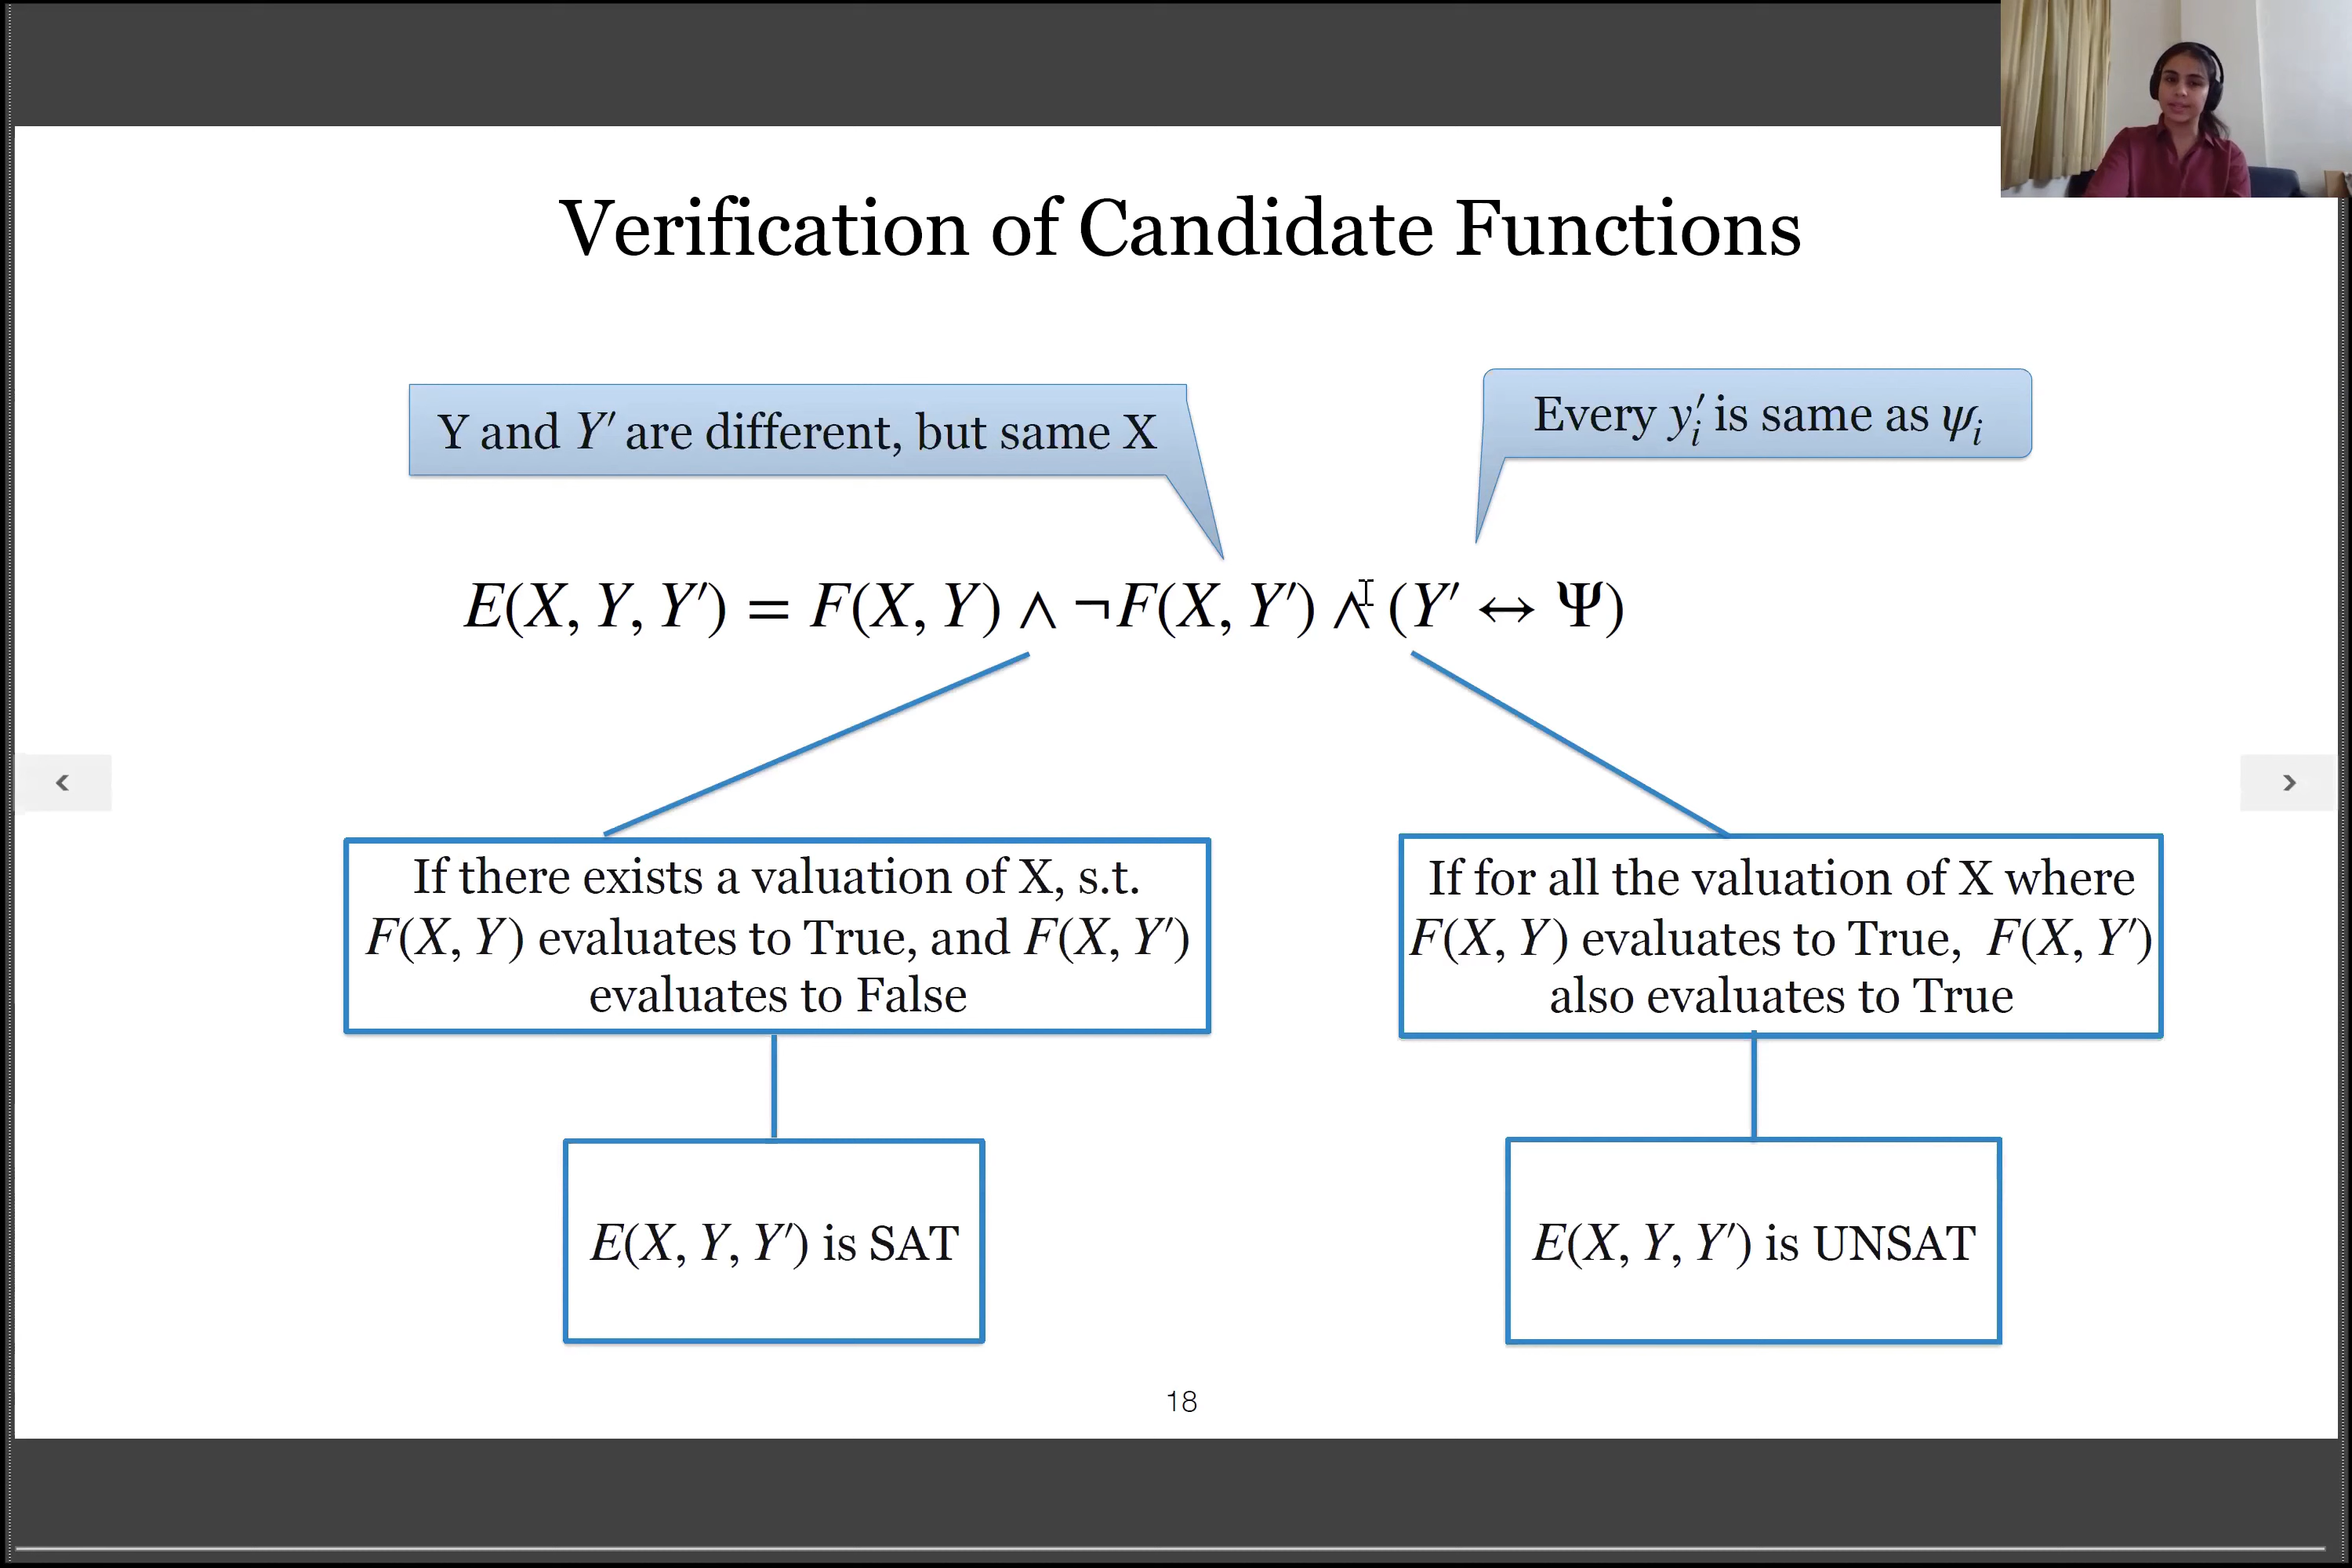 Verification of Candidate Functions
Y and Y′ are different, but same X
Every y′ᵢ is same as ψᵢ
E(X, Y, Y′) = F(X, Y) ∧ ¬F(X, Y′) ∧ (Y′ ↔ Ψ)
If there exists a valuation of X, s.t.
F(X, Y) evaluates to True, and F(X, Y′)
evaluates to False
If for all the valuation of X where
F(X, Y) evaluates to True, F(X, Y′)
also evaluates to True
E(X, Y, Y′) is SAT
E(X, Y, Y′) is UNSAT
18